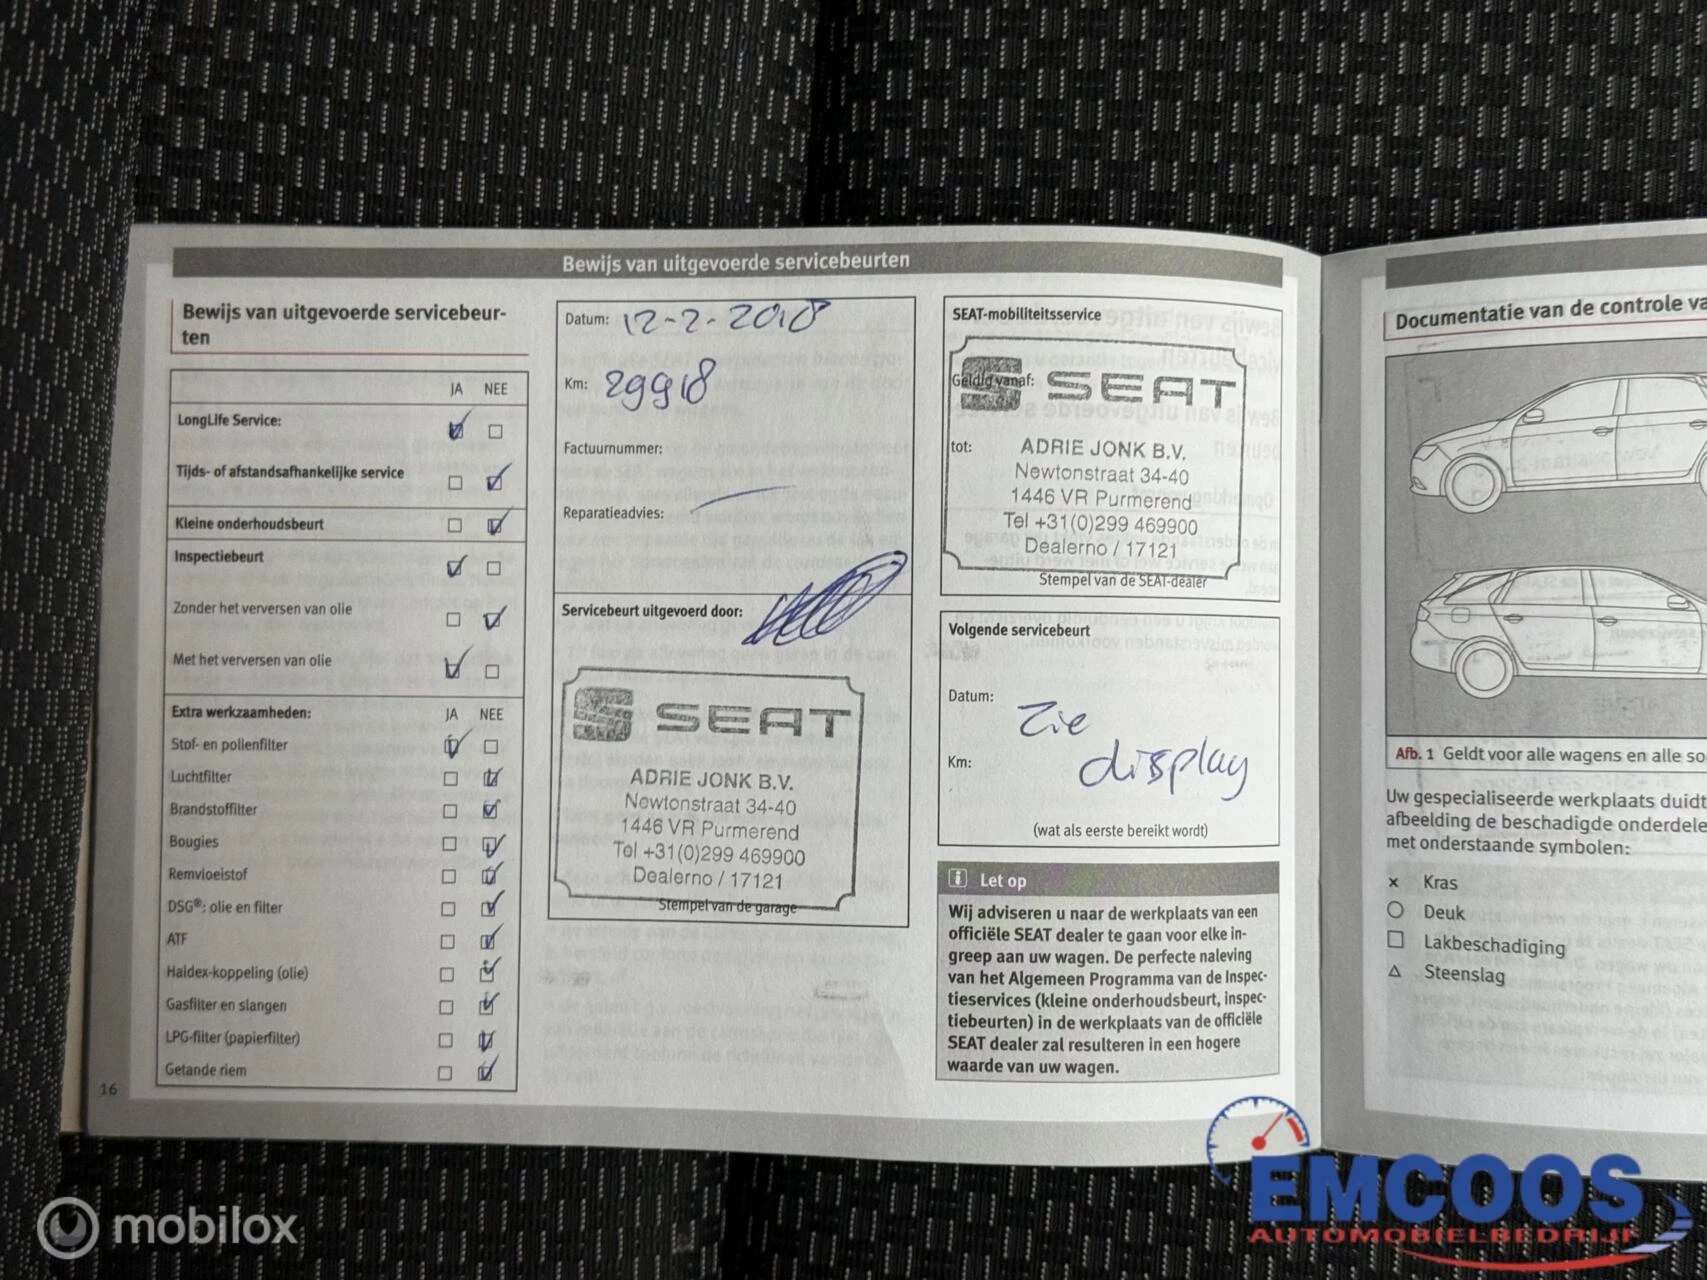 Bewijs van uitgevoerde servicebeurten
Bewijs van uitgevoerde servicebeur-
ten
JA NEE
LongLife Service:
Tijds- of afstandsafhankelijke service
Kleine onderhoudsbeurt
Inspectiebeurt
Zonder het verversen van olie
Met het verversen van olie
Extra werkzaamheden: JA NEE
Stof- en pollenfilter
Luchtfilter
Brandstoffilter
Bougies
Remvloeistof
DSG®: olie en filter
ATF
Haldex-koppeling (olie)
Gasfilter en slangen
LPG-filter (papierfilter)
Getande riem
16
Datum: 12-2-2018
Km: 29918
Factuurnummer:
Reparatieadvies:
Servicebeurt uitgevoerd door:
SEAT
ADRIE JONK B.V.
Newtonstraat 34-40
1446 VR Purmerend
Tel +31(0)299 469900
Dealerno / 17121
Stempel van de garage
SEAT-mobiliteitsservice
Geldig vanaf: SEAT
tot: ADRIE JONK B.V.
Newtonstraat 34-40
1446 VR Purmerend
Tel +31(0)299 469900
Dealerno / 17121
Stempel van de SEAT-dealer
Volgende servicebeurt
Datum: Zie
Km: display
(wat als eerste bereikt wordt)
i Let op
Wij adviseren u naar de werkplaats van een
officiële SEAT dealer te gaan voor elke in-
greep aan uw wagen. De perfecte naleving
van het Algemeen Programma van de Inspec-
tieservices (kleine onderhoudsbeurt, inspec-
tiebeurten) in de werkplaats van de officiële
SEAT dealer zal resulteren in een hogere
waarde van uw wagen.
Documentatie van de controle va
Afb. 1 Geldt voor alle wagens en alle so
Uw gespecialiseerde werkplaats duidt
afbeelding de beschadigde onderdele
met onderstaande symbolen:
x Kras
○ Deuk
□ Lakbeschadiging
△ Steenslag
mobilox
EMCOOS
AUTOMOBIELBEDRIJF